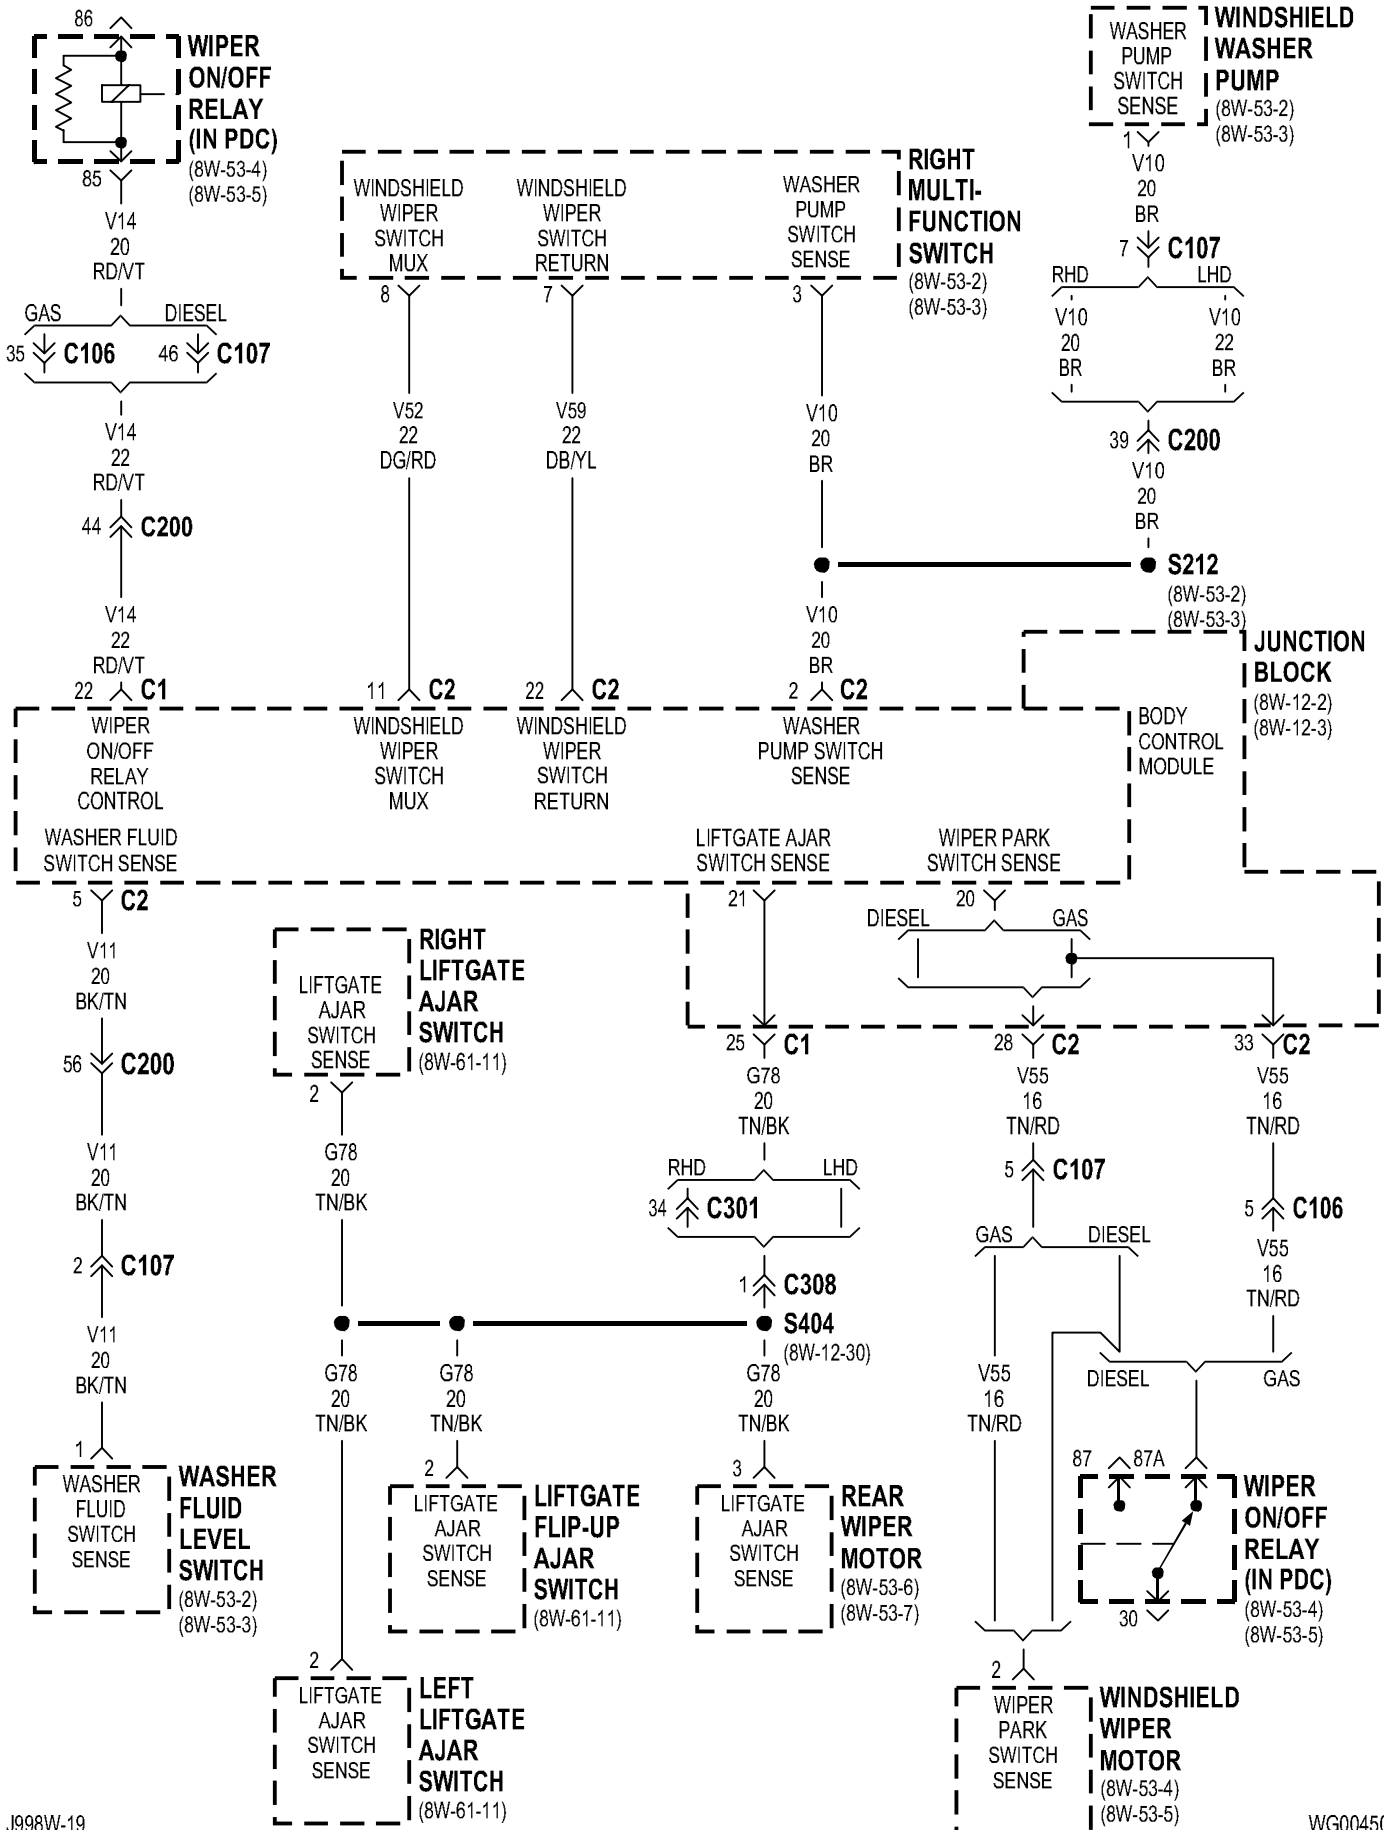 86
WIPER
ON/OFF
RELAY
(IN PDC)
(8W-53-4)
(8W-53-5)
85
V14
20
RD/VT
GAS
DIESEL
35
C106
46
C107
V14
22
RD/VT
44
C200
V14
22
RD/VT
22
C1
WINDSHIELD
WIPER
SWITCH
MUX
WINDSHIELD
WIPER
SWITCH
RETURN
WASHER
PUMP
SWITCH
SENSE
RIGHT
MULTI-
FUNCTION
SWITCH
(8W-53-2)
(8W-53-3)
8
7
3
V52
22
DG/RD
V59
22
DB/YL
V10
20
BR
V10
20
BR
11
C2
22
C2
2
C2
WASHER
PUMP
SWITCH
SENSE
WINDSHIELD
WASHER
PUMP
(8W-53-2)
(8W-53-3)
1
V10
20
BR
7
C107
RHD
LHD
V10
20
BR
V10
22
BR
39
C200
V10
20
BR
S212
(8W-53-2)
(8W-53-3)
JUNCTION
BLOCK
(8W-12-2)
(8W-12-3)
BODY
CONTROL
MODULE
WIPER
ON/OFF
RELAY
CONTROL
WINDSHIELD
WIPER
SWITCH
MUX
WINDSHIELD
WIPER
SWITCH
RETURN
WASHER
PUMP SWITCH
SENSE
WASHER FLUID
SWITCH SENSE
LIFTGATE AJAR
SWITCH SENSE
WIPER PARK
SWITCH SENSE
5
C2
V11
20
BK/TN
56
C200
V11
20
BK/TN
2
C107
V11
20
BK/TN
1
WASHER
FLUID
SWITCH
SENSE
WASHER
FLUID
LEVEL
SWITCH
(8W-53-2)
(8W-53-3)
LIFTGATE
AJAR
SWITCH
SENSE
RIGHT
LIFTGATE
AJAR
SWITCH
(8W-61-11)
2
G78
20
TN/BK
21
20
DIESEL
GAS
25
C1
28
C2
33
C2
G78
20
TN/BK
V55
16
TN/RD
V55
16
TN/RD
RHD
LHD
34
C301
5
C107
5
C106
GAS
DIESEL
V55
16
TN/RD
1
C308
S404
(8W-12-30)
G78
20
TN/BK
G78
20
TN/BK
G78
20
TN/BK
V55
16
TN/RD
DIESEL
GAS
2
LIFTGATE
AJAR
SWITCH
SENSE
LIFTGATE
FLIP-UP
AJAR
SWITCH
(8W-61-11)
3
LIFTGATE
AJAR
SWITCH
SENSE
REAR
WIPER
MOTOR
(8W-53-6)
(8W-53-7)
87
87A
WIPER
ON/OFF
RELAY
(IN PDC)
(8W-53-4)
(8W-53-5)
30
2
LIFTGATE
AJAR
SWITCH
SENSE
LEFT
LIFTGATE
AJAR
SWITCH
(8W-61-11)
2
WIPER
PARK
SWITCH
SENSE
WINDSHIELD
WIPER
MOTOR
(8W-53-4)
(8W-53-5)
J998W-19
WG00450